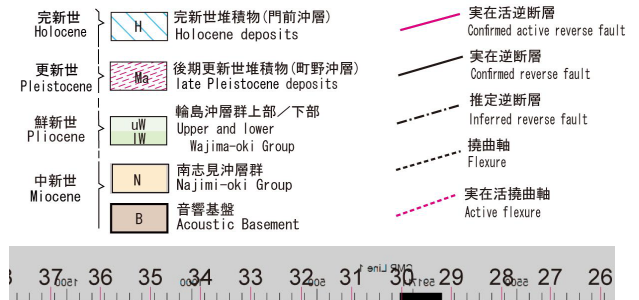 完新世
Holocene
H
完新世堆積物(門前沖層)
Holocene deposits
更新世
Pleistocene
Ma
後期更新世堆積物(町野沖層)
late Pleistocene deposits
鮮新世
Pliocene
uW
lW
輪島沖層群上部／下部
Upper and lower
Wajima-oki Group
中新世
Miocene
N
南志見沖層群
Najimi-oki Group
B
音響基盤
Acoustic Basement
実在活逆断層
Confirmed active reverse fault
実在逆断層
Confirmed reverse fault
推定逆断層
Inferred reverse fault
撓曲軸
Flexure
実在活撓曲軸
Active flexure
37 36 35 34 33 32 31 30 29 28 27 26